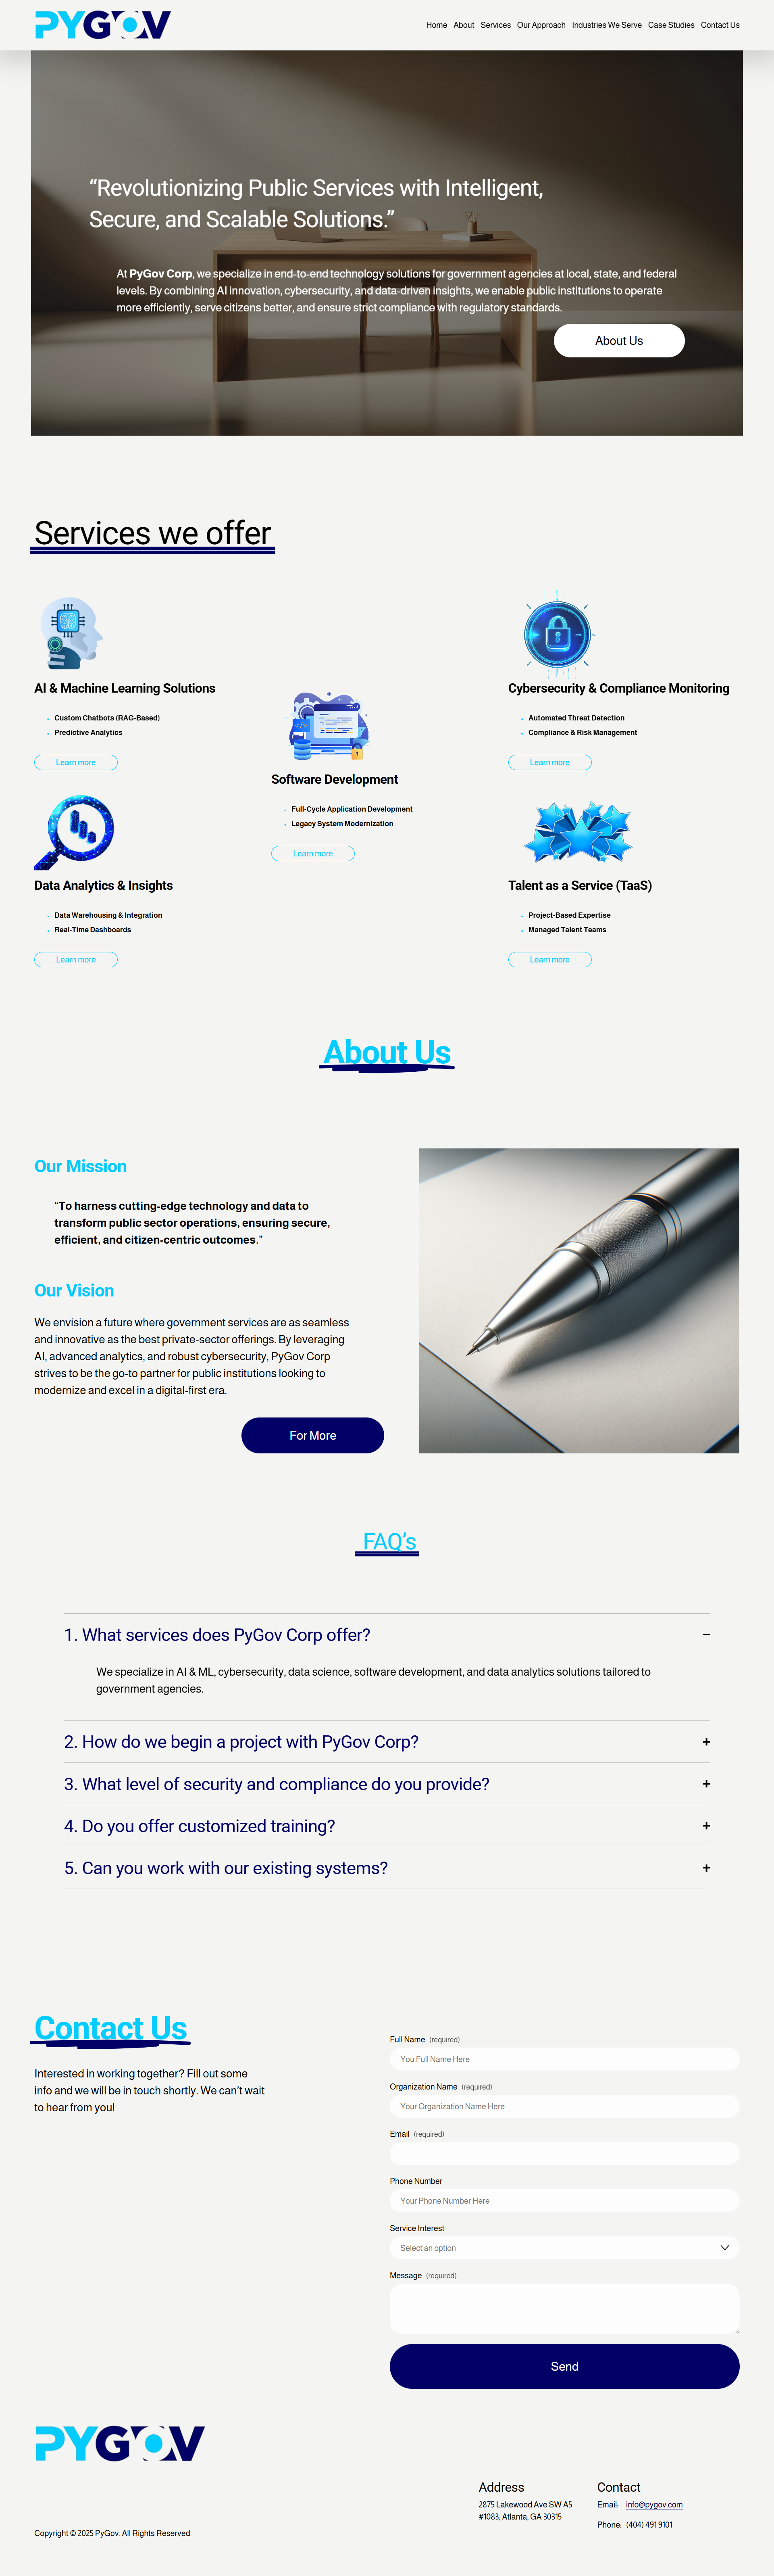 PYGOV
Home About Services Our Approach Industries We Serve Case Studies Contact Us
“Revolutionizing Public Services with Intelligent,
Secure, and Scalable Solutions.”
At PyGov Corp, we specialize in end-to-end technology solutions for government agencies at local, state, and federal
levels. By combining AI innovation, cybersecurity, and data-driven insights, we enable public institutions to operate
more efficiently, serve citizens better, and ensure strict compliance with regulatory standards.
About Us
Services we offer
AI & Machine Learning Solutions
Custom Chatbots (RAG-Based)
Predictive Analytics
Learn more
Data Analytics & Insights
Data Warehousing & Integration
Real-Time Dashboards
Learn more
Software Development
Full-Cycle Application Development
Legacy System Modernization
Learn more
Cybersecurity & Compliance Monitoring
Automated Threat Detection
Compliance & Risk Management
Learn more
Talent as a Service (TaaS)
Project-Based Expertise
Managed Talent Teams
Learn more
About Us
Our Mission
“To harness cutting-edge technology and data to
transform public sector operations, ensuring secure,
efficient, and citizen-centric outcomes.”
Our Vision
We envision a future where government services are as seamless
and innovative as the best private-sector offerings. By leveraging
AI, advanced analytics, and robust cybersecurity, PyGov Corp
strives to be the go-to partner for public institutions looking to
modernize and excel in a digital-first era.
For More
FAQ’s
1. What services does PyGov Corp offer?
We specialize in AI & ML, cybersecurity, data science, software development, and data analytics solutions tailored to
government agencies.
2. How do we begin a project with PyGov Corp?
3. What level of security and compliance do you provide?
4. Do you offer customized training?
5. Can you work with our existing systems?
Contact Us
Interested in working together? Fill out some
info and we will be in touch shortly. We can’t wait
to hear from you!
Full Name (required)
You Full Name Here
Organization Name (required)
Your Organization Name Here
Email (required)
Phone Number
Your Phone Number Here
Service Interest
Select an option
Message (required)
Send
PYGOV
Copyright © 2025 PyGov. All Rights Reserved.
Address
2875 Lakewood Ave SW A5
#1083, Atlanta, GA 30315
Contact
Email: info@pygov.com
Phone: (404) 491 9101